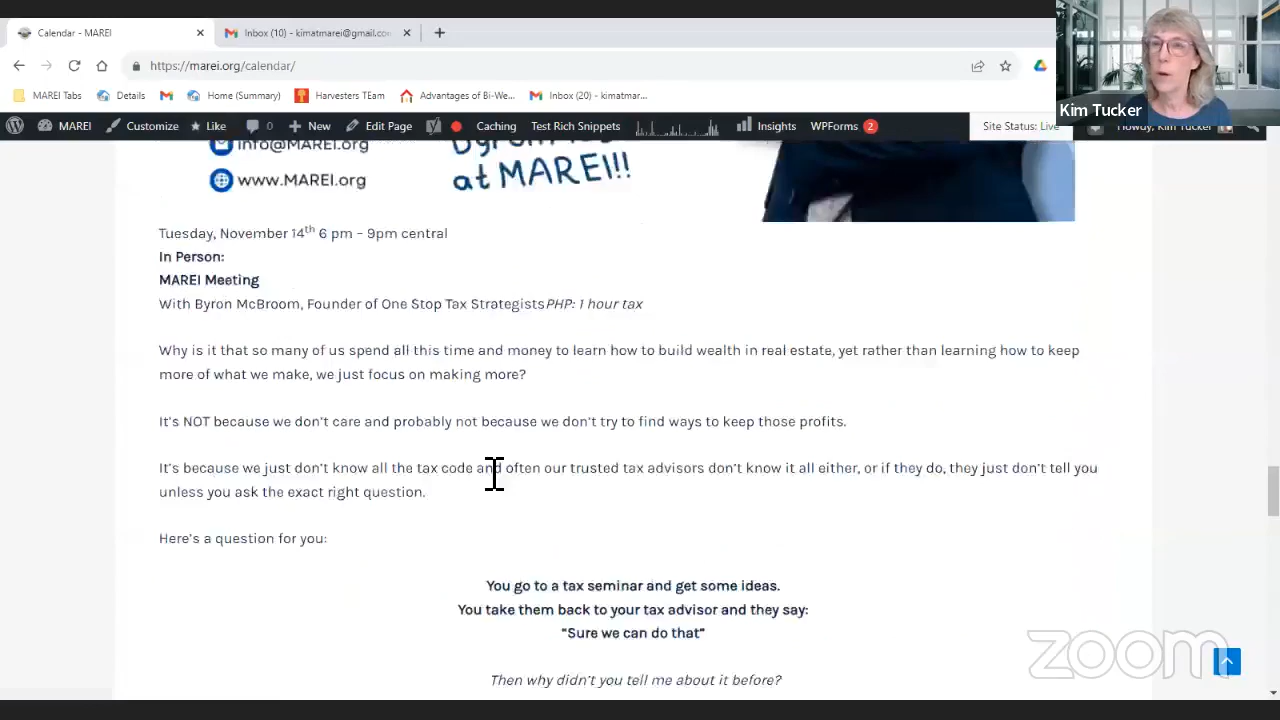 Calendar - MAREI
Inbox (10) - kimatmarei@gmail.co
https://marei.org/calendar/
MAREI Tabs
Details
Home (Summary)
Harvesters TEam
Advantages of Bi-We...
Inbox (20) - kimatmar...
Kim Tucker
MAREI
Customize
Like
0
New
Edit Page
Caching
Test Rich Snippets
Insights
WPForms 2
Site Status: Live
Howdy, Kim Tucker
info@MAREI.org
www.MAREI.org
at MAREI!!
Tuesday, November 14th 6 pm – 9pm central
In Person:
MAREI Meeting
With Byron McBroom, Founder of One Stop Tax StrategistsPHP: 1 hour tax
Why is it that so many of us spend all this time and money to learn how to build wealth in real estate, yet rather than learning how to keep
more of what we make, we just focus on making more?
It's NOT because we don't care and probably not because we don't try to find ways to keep those profits.
It's because we just don't know all the tax code and often our trusted tax advisors don't know it all either, or if they do, they just don't tell you
unless you ask the exact right question.
Here's a question for you:
You go to a tax seminar and get some ideas.
You take them back to your tax advisor and they say:
"Sure we can do that"
Then why didn't you tell me about it before?
zoom